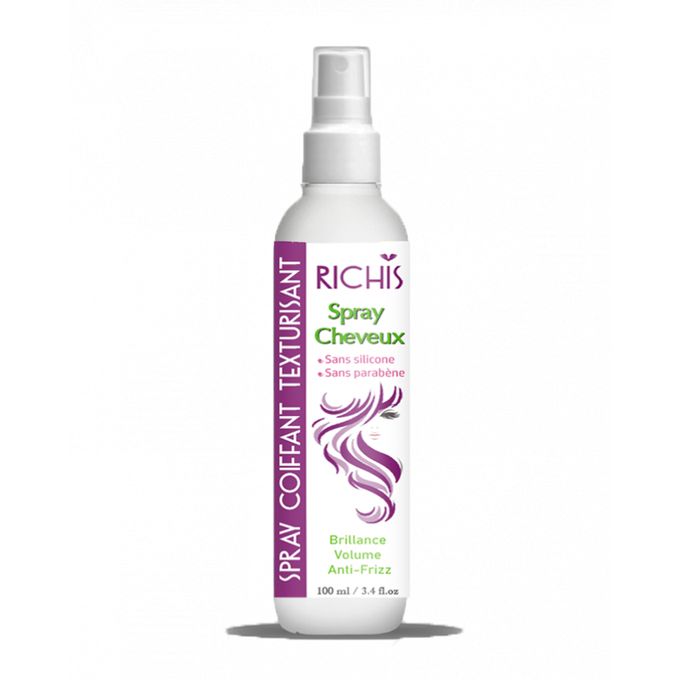 SPRAY COIFFANT TEXTURISANT
RICHIS
Spray
Cheveux
Sans silicone
Sans parabène
Brillance
Volume
Anti-Frizz
100 ml / 3.4 fl.oz